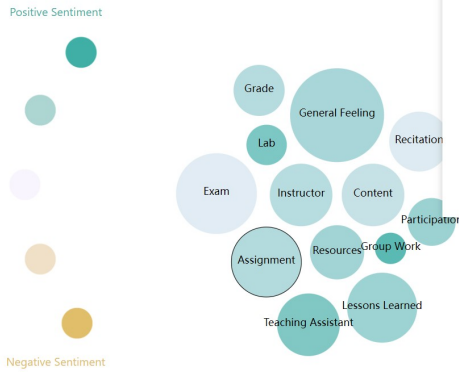 Positive Sentiment
Grade
General Feeling
Lab
Recitation
Exam
Instructor
Content
Participation
Assignment
Resources
Group Work
Lessons Learned
Teaching Assistant
Negative Sentiment